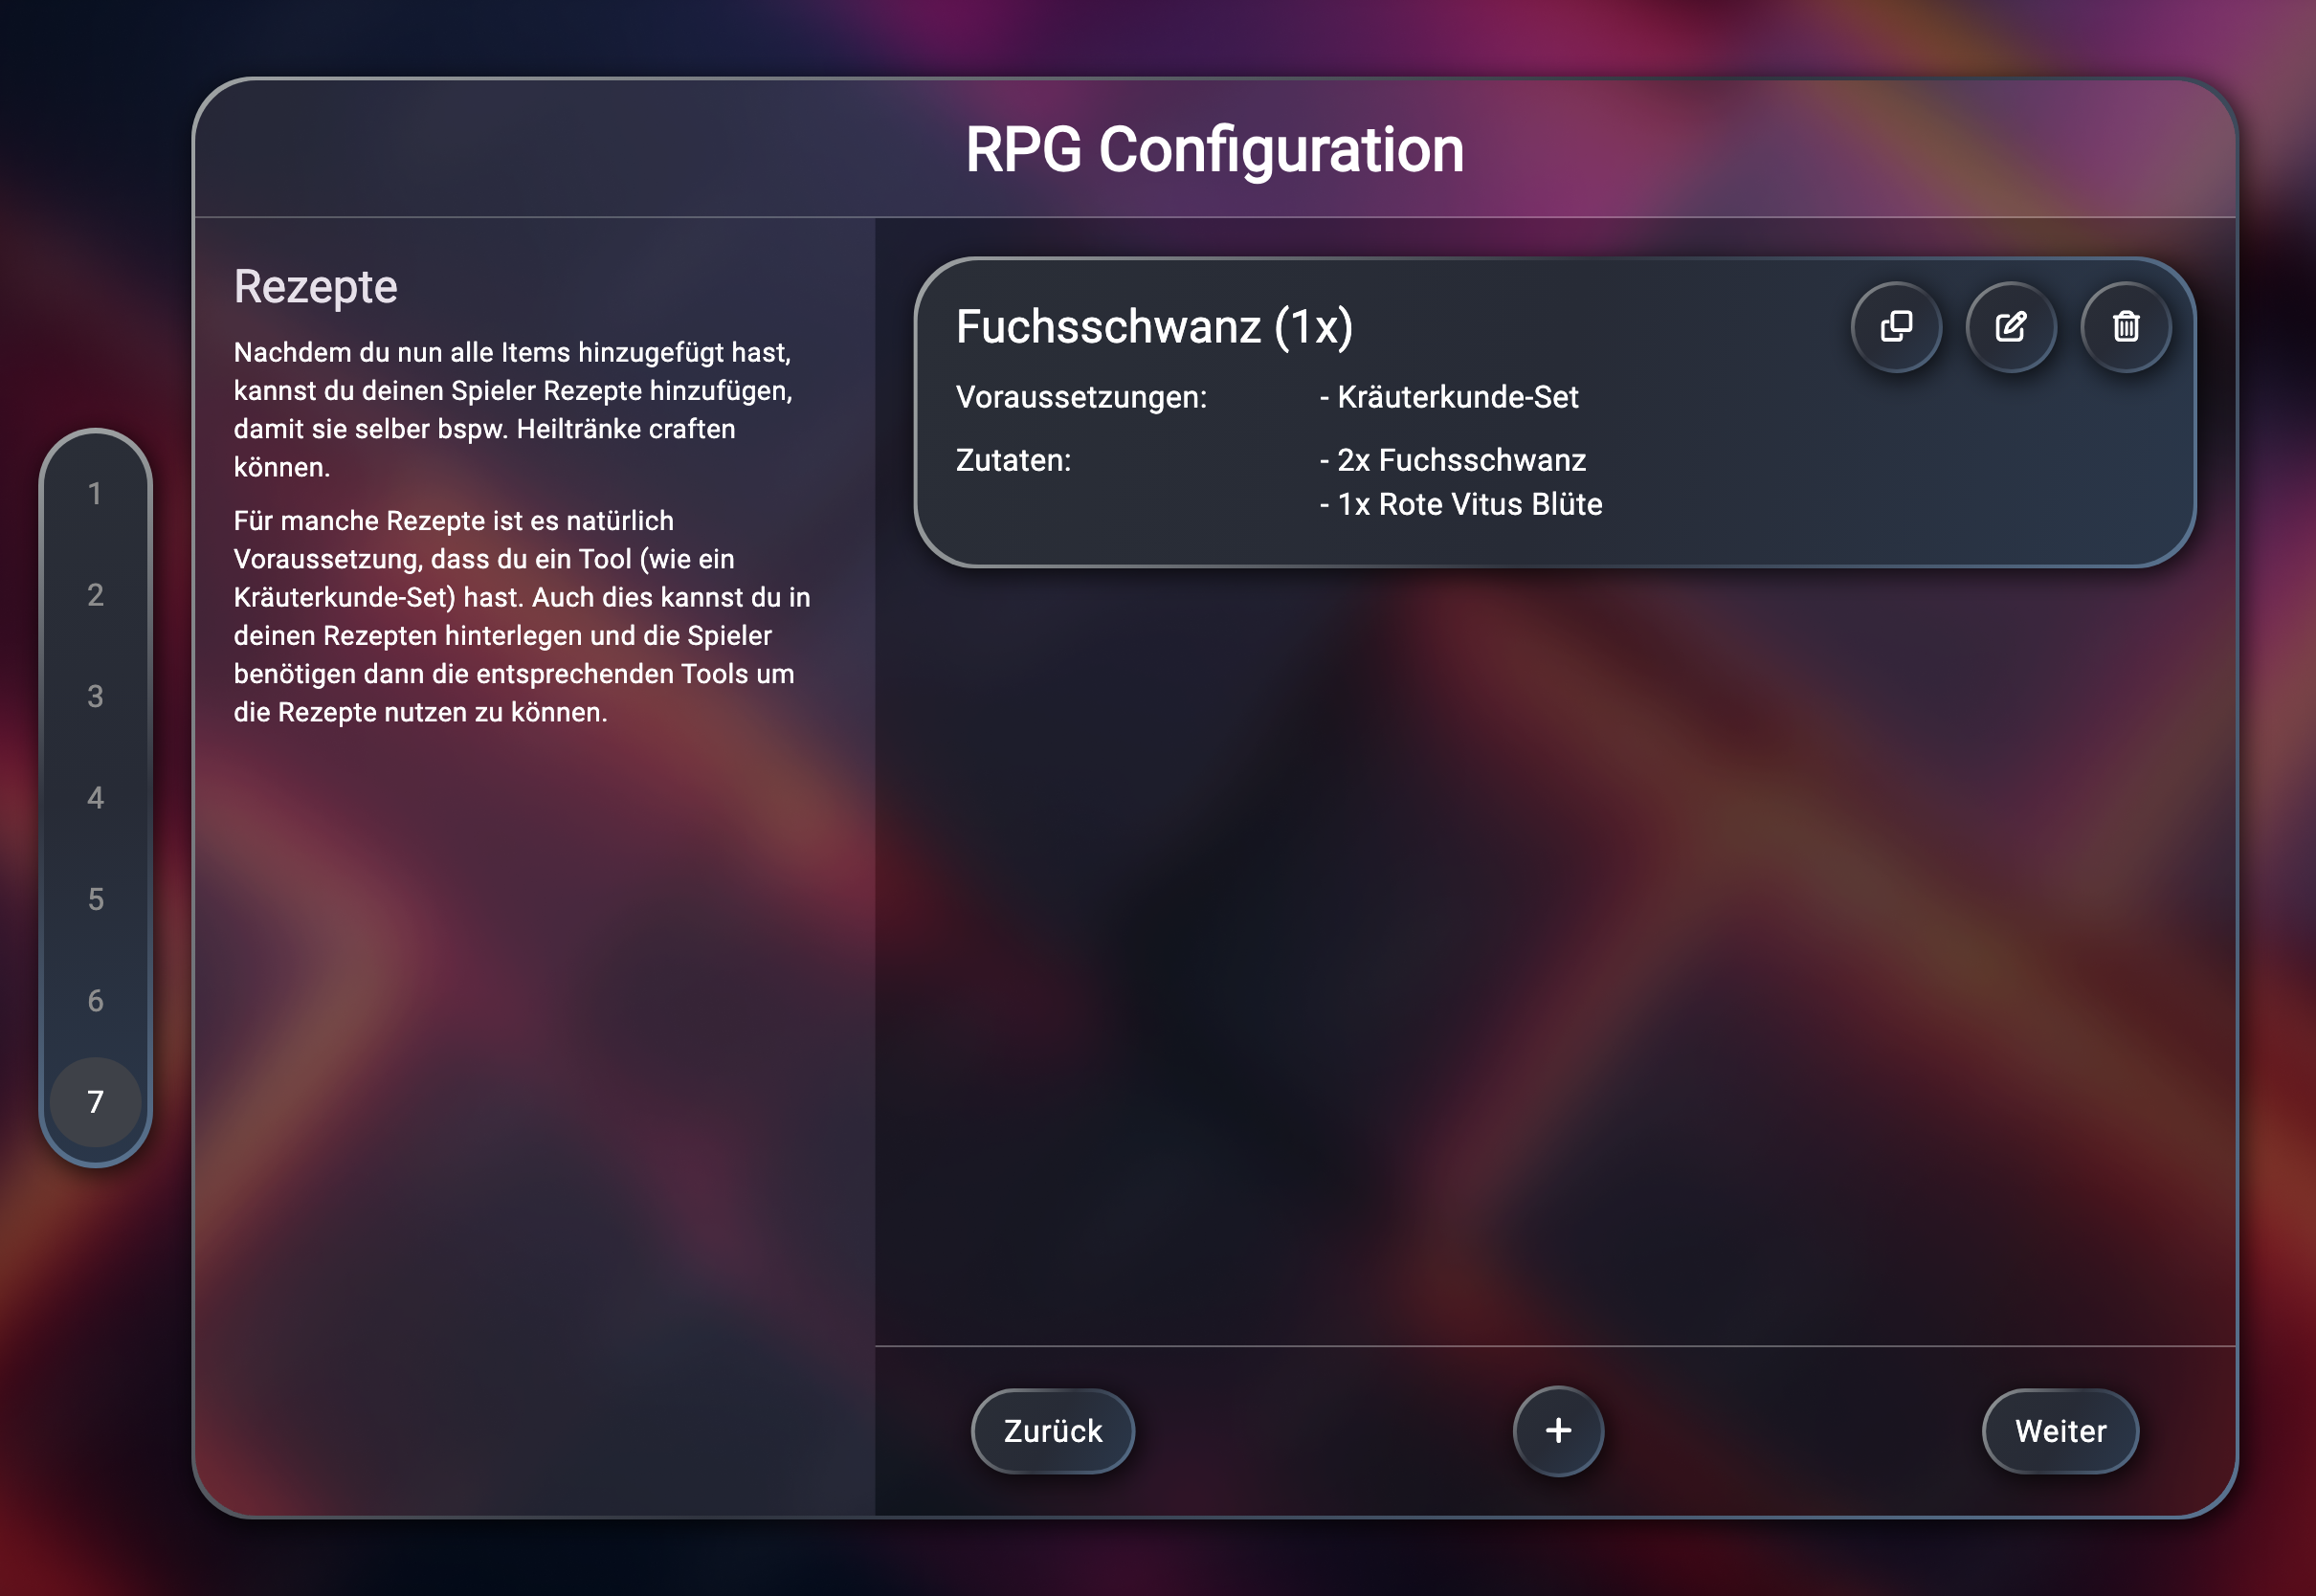 RPG Configuration
1
2
3
4
5
6
7
Rezepte
Nachdem du nun alle Items hinzugefügt hast,
kannst du deinen Spieler Rezepte hinzufügen,
damit sie selber bspw. Heiltränke craften
können.
Für manche Rezepte ist es natürlich
Voraussetzung, dass du ein Tool (wie ein
Kräuterkunde-Set) hast. Auch dies kannst du in
deinen Rezepten hinterlegen und die Spieler
benötigen dann die entsprechenden Tools um
die Rezepte nutzen zu können.
Fuchsschwanz (1x)
Voraussetzungen: - Kräuterkunde-Set
Zutaten: - 2x Fuchsschwanz
- 1x Rote Vitus Blüte
Zurück + Weiter